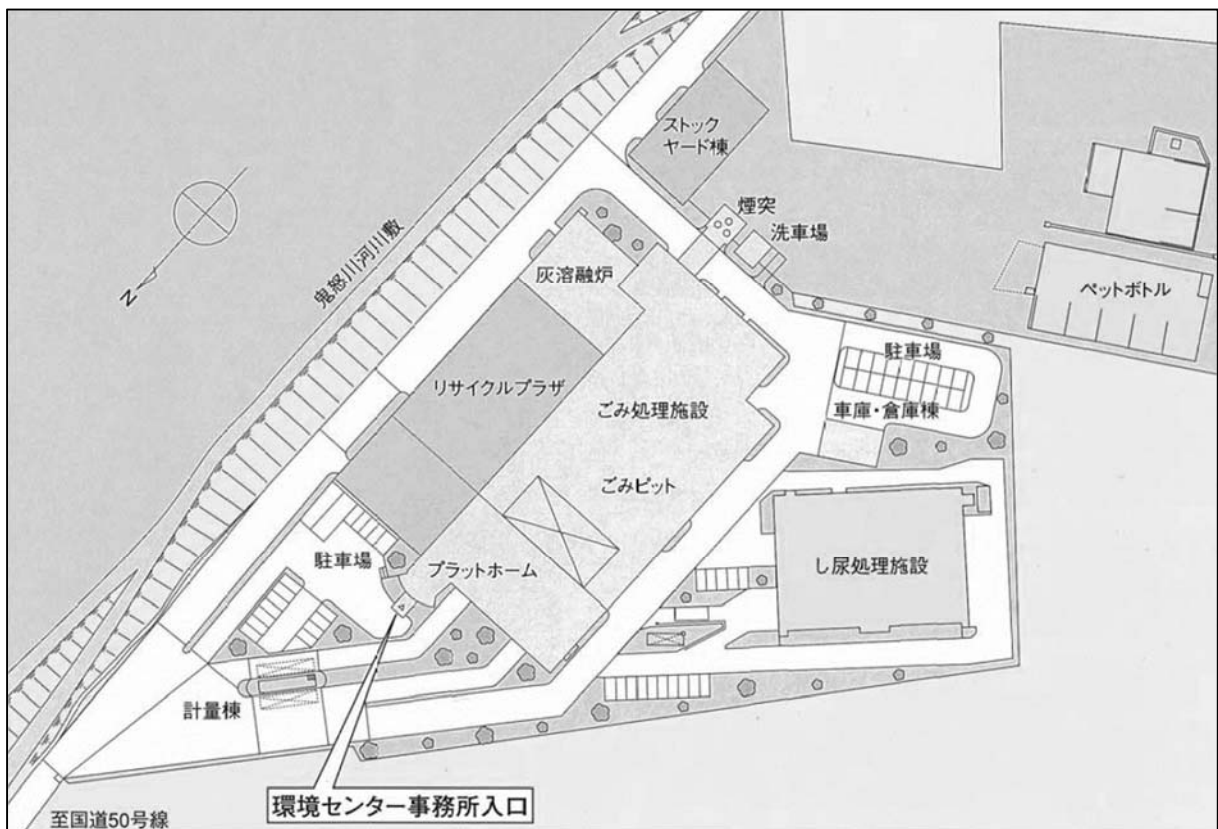 ストック
ヤード棟
煙突
洗車場
鬼怒川河川敷
N
灰溶融炉
ペットボトル
駐車場
リサイクルプラザ
ごみ処理施設
車庫・倉庫棟
ごみピット
駐車場
プラットホーム
し尿処理施設
計量棟
環境センター事務所入口
至国道50号線